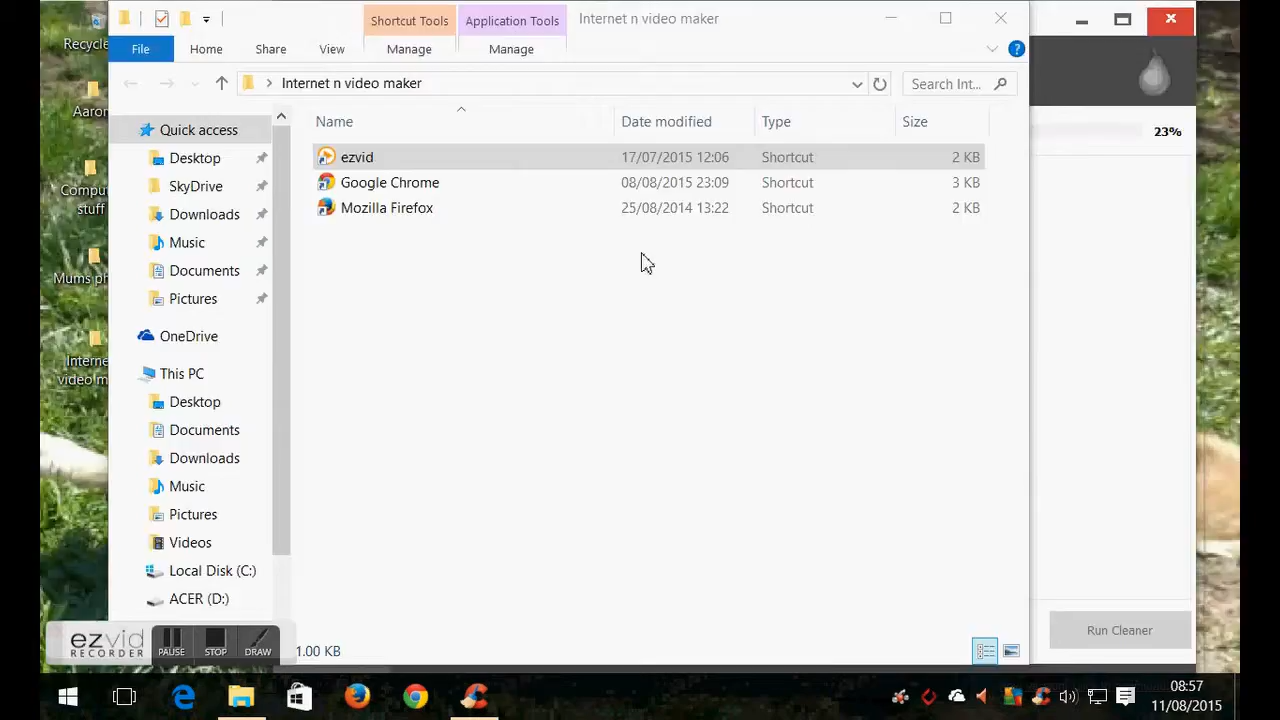 Shortcut Tools
Application Tools
Internet n video maker
File
Home
Share
View
Manage
Manage
Internet n video maker
Search Int...
Name
Date modified
Type
Size
ezvid
17/07/2015 12:06
Shortcut
2 KB
Google Chrome
08/08/2015 23:09
Shortcut
3 KB
Mozilla Firefox
25/08/2014 13:22
Shortcut
2 KB
Quick access
Desktop
SkyDrive
Downloads
Music
Documents
Pictures
OneDrive
This PC
Desktop
Documents
Downloads
Music
Pictures
Videos
Local Disk (C:)
ACER (D:)
1.00 KB
23%
Run Cleaner
Recycle
Aaron
Compu
stuff
Mums ph
Interne
video m
ezvid
RECORDER
PAUSE
STOP
DRAW
08:57
11/08/2015